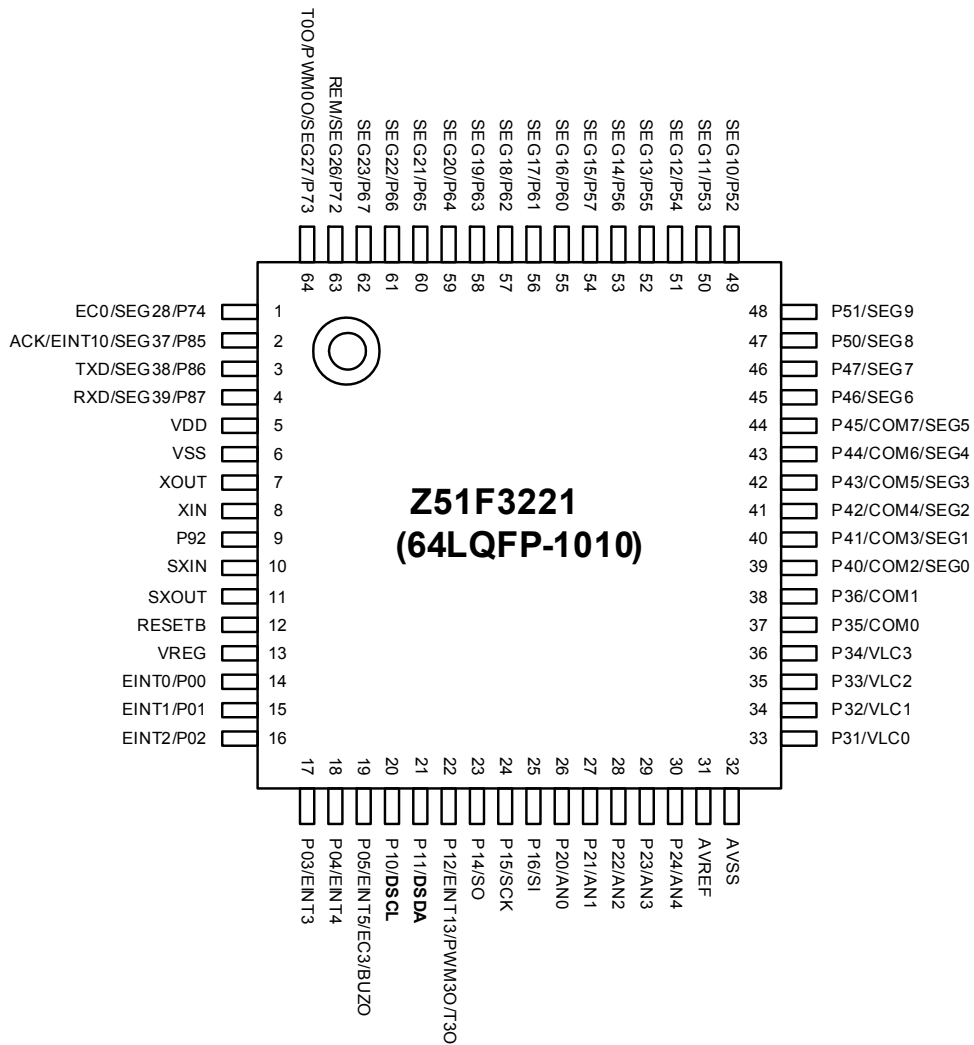 T0O/PWM0O/SEG27/P73
REM/SEG26/P72
SEG23/P67
SEG22/P66
SEG21/P65
SEG20/P64
SEG19/P63
SEG18/P62
SEG17/P61
SEG16/P60
SEG15/P57
SEG14/P56
SEG13/P55
SEG12/P54
SEG11/P53
SEG10/P52
64
63
62
61
60
59
58
57
56
55
54
53
52
51
50
49
EC0/SEG28/P74 1
ACK/EINT10/SEG37/P85 2
TXD/SEG38/P86 3
RXD/SEG39/P87 4
VDD 5
VSS 6
XOUT 7
XIN 8
P92 9
SXIN 10
SXOUT 11
RESETB 12
VREG 13
EINT0/P00 14
EINT1/P01 15
EINT2/P02 16
Z51F3221
(64LQFP-1010)
48 P51/SEG9
47 P50/SEG8
46 P47/SEG7
45 P46/SEG6
44 P45/COM7/SEG5
43 P44/COM6/SEG4
42 P43/COM5/SEG3
41 P42/COM4/SEG2
40 P41/COM3/SEG1
39 P40/COM2/SEG0
38 P36/COM1
37 P35/COM0
36 P34/VLC3
35 P33/VLC2
34 P32/VLC1
33 P31/VLC0
17
18
19
20
21
22
23
24
25
26
27
28
29
30
31
32
P03/EINT3
P04/EINT4
P05/EINT5/EC3/BUZO
P10/DSCL
P11/DSDA
P12/EINT13/PWM3O/T3O
P14/SO
P15/SCK
P16/SI
P20/AN0
P21/AN1
P22/AN2
P23/AN3
P24/AN4
AVREF
AVSS